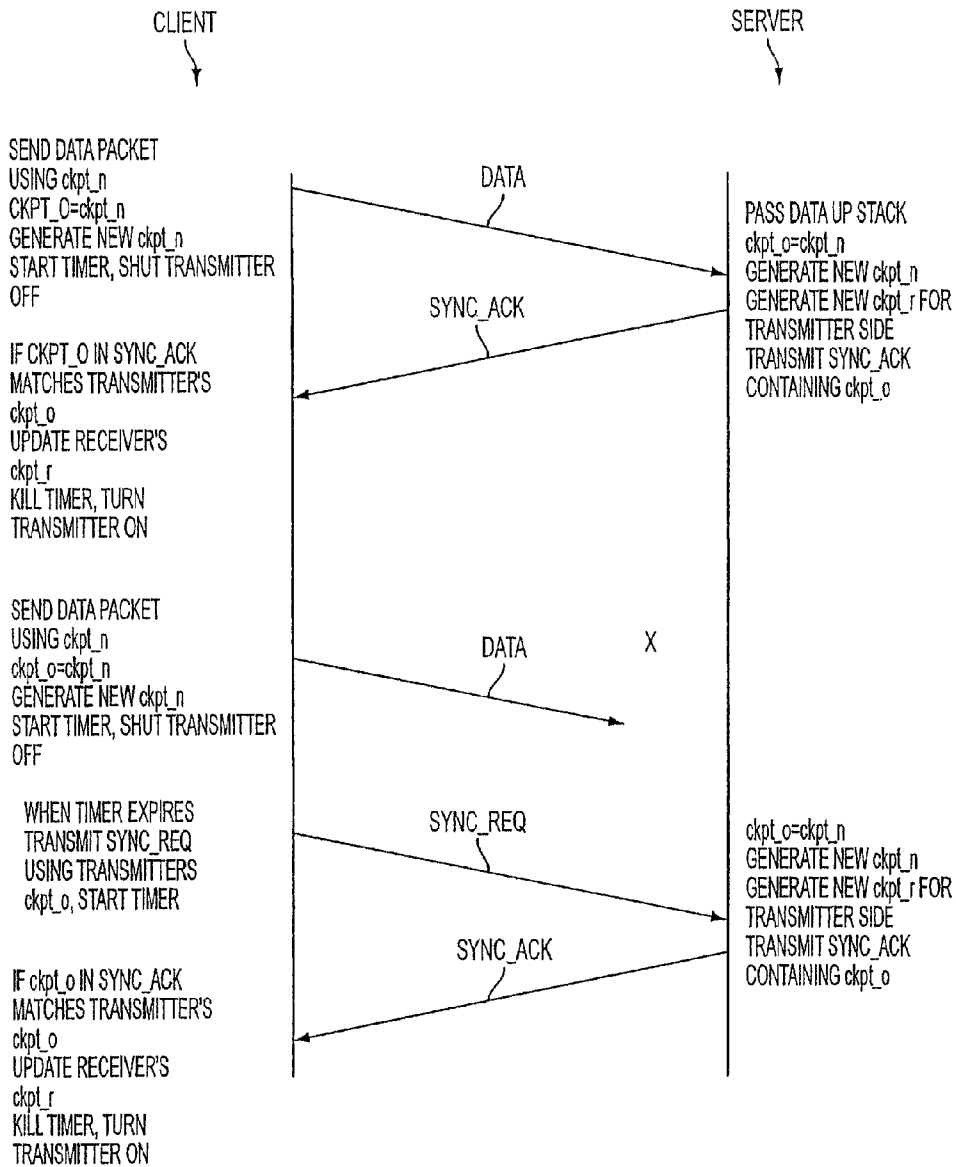 CLIENT
SERVER
SEND DATA PACKET
USING ckpt_n
CKPT_O=ckpt_n
GENERATE NEW ckpt_n
START TIMER, SHUT TRANSMITTER
OFF
DATA
PASS DATA UP STACK
ckpt_o=ckpt_n
GENERATE NEW ckpt_n
GENERATE NEW ckpt_r FOR
TRANSMITTER SIDE
TRANSMIT SYNC_ACK
CONTAINING ckpt_o
SYNC_ACK
IF CKPT_O IN SYNC_ACK
MATCHES TRANSMITTER'S
ckpt_o
UPDATE RECEIVER'S
ckpt_r
KILL TIMER, TURN
TRANSMITTER ON
SEND DATA PACKET
USING ckpt_n
ckpt_o=ckpt_n
GENERATE NEW ckpt_n
START TIMER, SHUT TRANSMITTER
OFF
DATA
X
WHEN TIMER EXPIRES
TRANSMIT SYNC_REQ
USING TRANSMITTERS
ckpt_o, START TIMER
SYNC_REQ
ckpt_o=ckpt_n
GENERATE NEW ckpt_n
GENERATE NEW ckpt_r FOR
TRANSMITTER SIDE
TRANSMIT SYNC_ACK
CONTAINING ckpt_o
SYNC_ACK
IF ckpt_o IN SYNC_ACK
MATCHES TRANSMITTER'S
ckpt_o
UPDATE RECEIVER'S
ckpt_r
KILL TIMER, TURN
TRANSMITTER ON